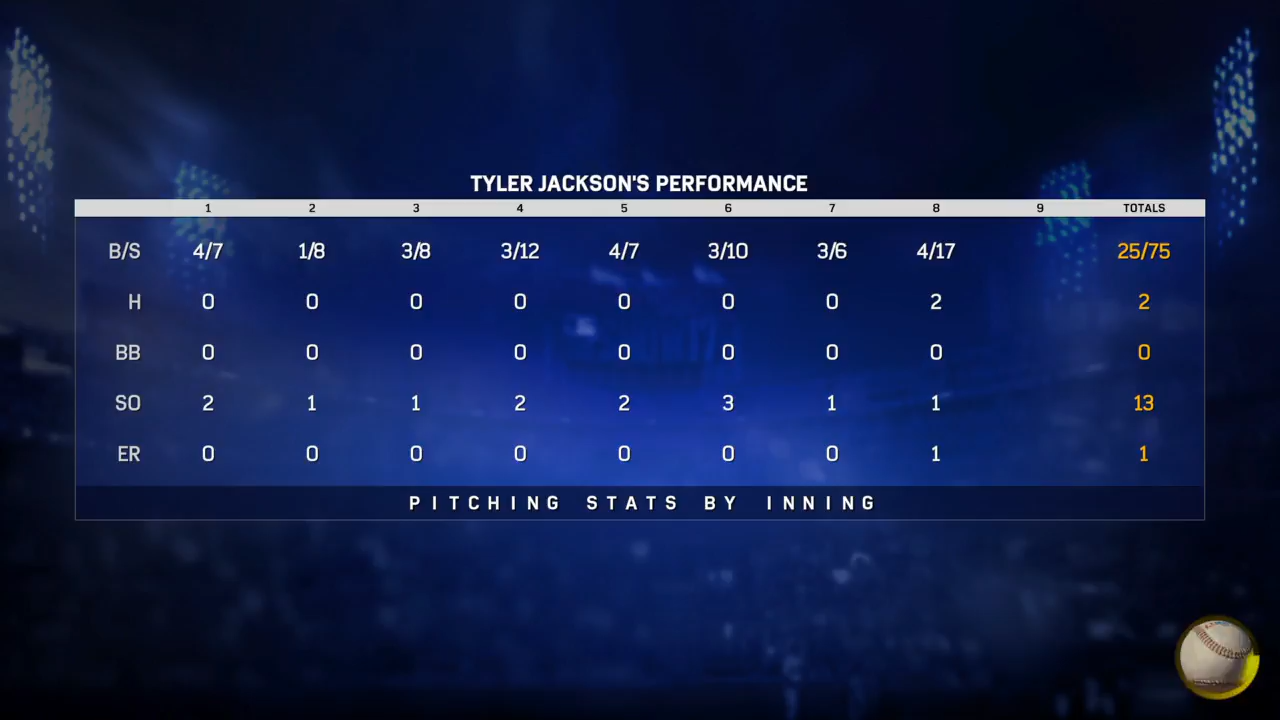 TYLER JACKSON'S PERFORMANCE
1 2 3 4 5 6 7 8 9 TOTALS
B/S 4/7 1/8 3/8 3/12 4/7 3/10 3/6 4/17 25/75
H 0 0 0 0 0 0 0 2 2
BB 0 0 0 0 0 0 0 0 0
SO 2 1 1 2 2 3 1 1 13
ER 0 0 0 0 0 0 0 1 1
PITCHING STATS BY INNING